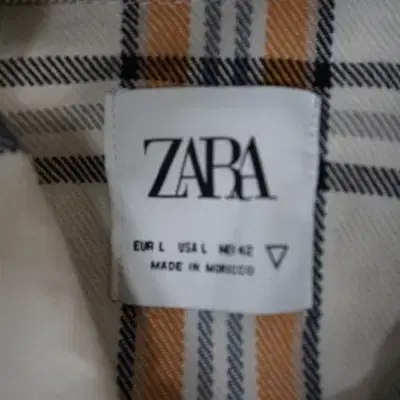 ZARA
EUR L USA L MEX 42
MADE IN MOROCCO